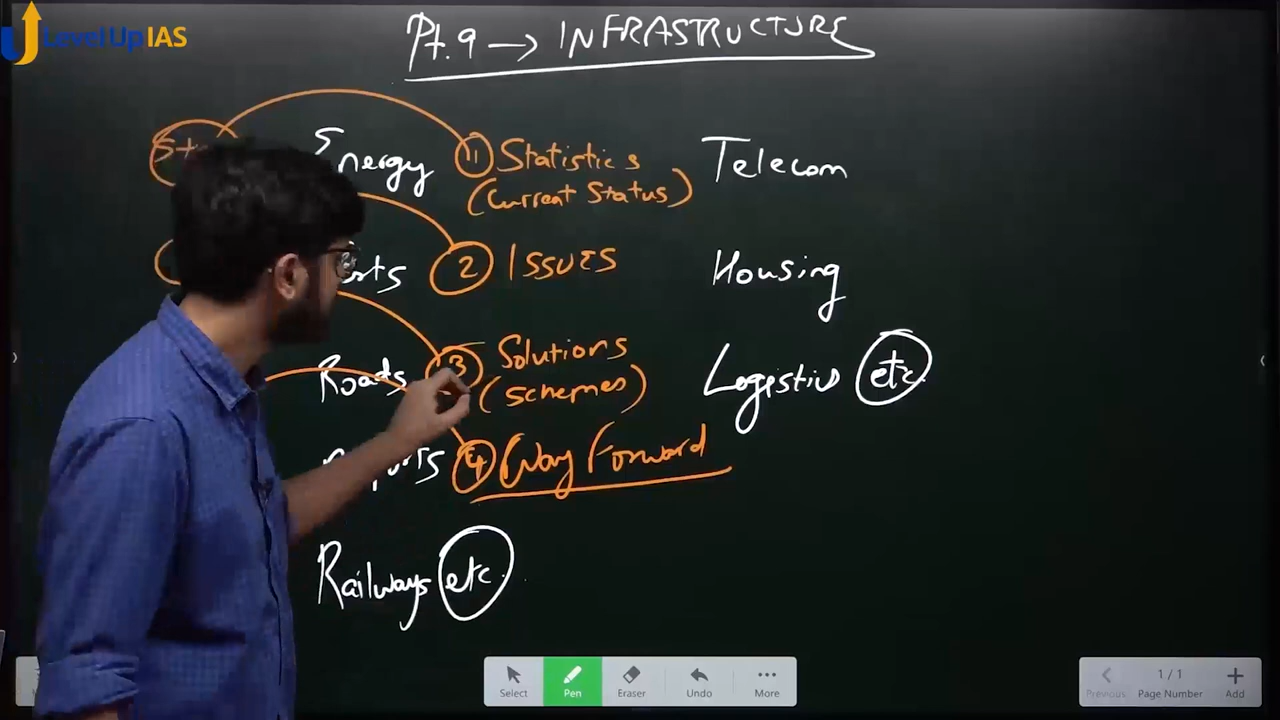 LevelUp IAS
Pt.9 → INFRASTRUCTURE
Energy
Roads
Railways etc.
1 Statistics
(Current Status)
2 ISSUES
3 Solutions
(Schemes)
4 Way Forward
Telecom
Housing
Logistics etc.
Select
Pen
Eraser
Undo
More
Previous
1/1
Page Number
Add